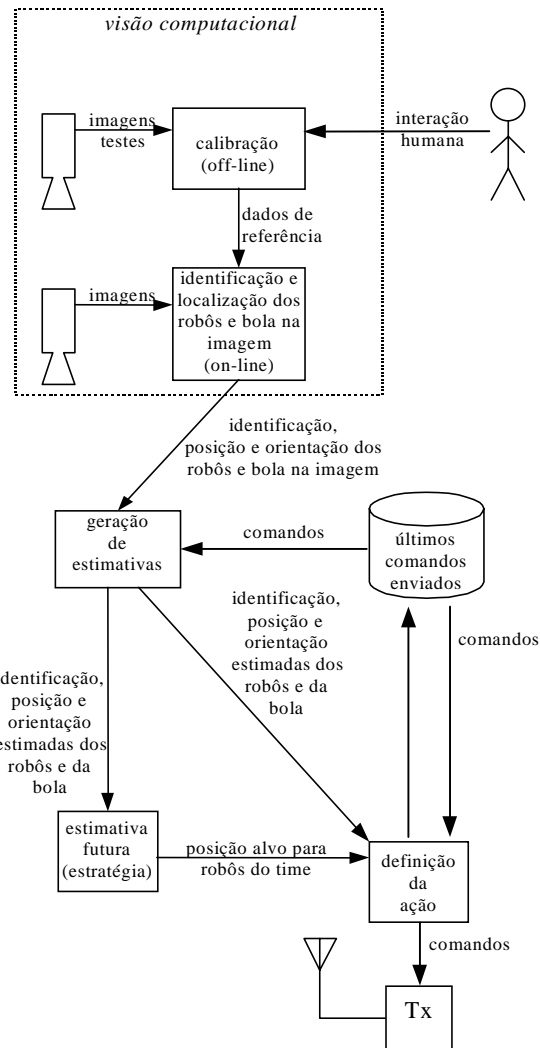 visão computacional
imagens
testes
calibração
(off-line)
interação
humana
dados de
referência
imagens
identificação e
localização dos
robôs e bola na
imagem
(on-line)
identificação,
posição e orientação dos
robôs e bola na imagem
geração
de
estimativas
comandos
últimos
comandos
enviados
identificação,
posição e
orientação
estimadas dos
robôs e da
bola
comandos
dentificação,
posição e
orientação
estimadas dos
robôs e da
bola
estimativa
futura
(estratégia)
posição alvo para
robôs do time
definição
da
ação
comandos
Tx